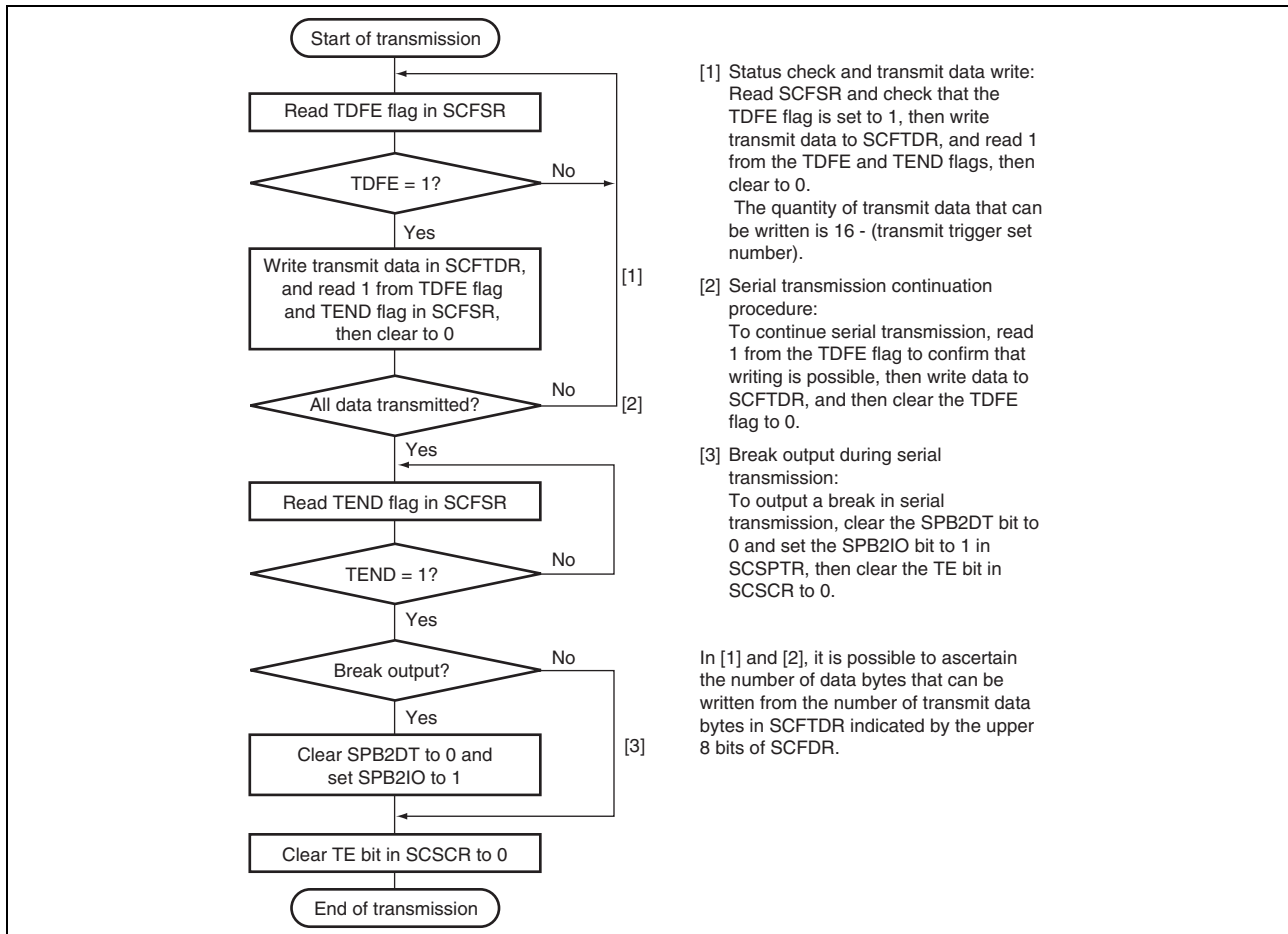 Start of transmission
Read TDFE flag in SCFSR
TDFE = 1?
No
Yes
Write transmit data in SCFTDR,
and read 1 from TDFE flag
and TEND flag in SCFSR,
then clear to 0
[1]
All data transmitted?
No
[2]
Yes
Read TEND flag in SCFSR
TEND = 1?
No
Yes
Break output?
No
Yes
Clear SPB2DT to 0 and
set SPB2IO to 1
[3]
Clear TE bit in SCSCR to 0
End of transmission
[1] Status check and transmit data write:
Read SCFSR and check that the
TDFE flag is set to 1, then write
transmit data to SCFTDR, and read 1
from the TDFE and TEND flags, then
clear to 0.
The quantity of transmit data that can
be written is 16 - (transmit trigger set
number).
[2] Serial transmission continuation
procedure:
To continue serial transmission, read
1 from the TDFE flag to confirm that
writing is possible, then write data to
SCFTDR, and then clear the TDFE
flag to 0.
[3] Break output during serial
transmission:
To output a break in serial
transmission, clear the SPB2DT bit to
0 and set the SPB2IO bit to 1 in
SCSPTR, then clear the TE bit in
SCSCR to 0.
In [1] and [2], it is possible to ascertain
the number of data bytes that can be
written from the number of transmit data
bytes in SCFTDR indicated by the upper
8 bits of SCFDR.